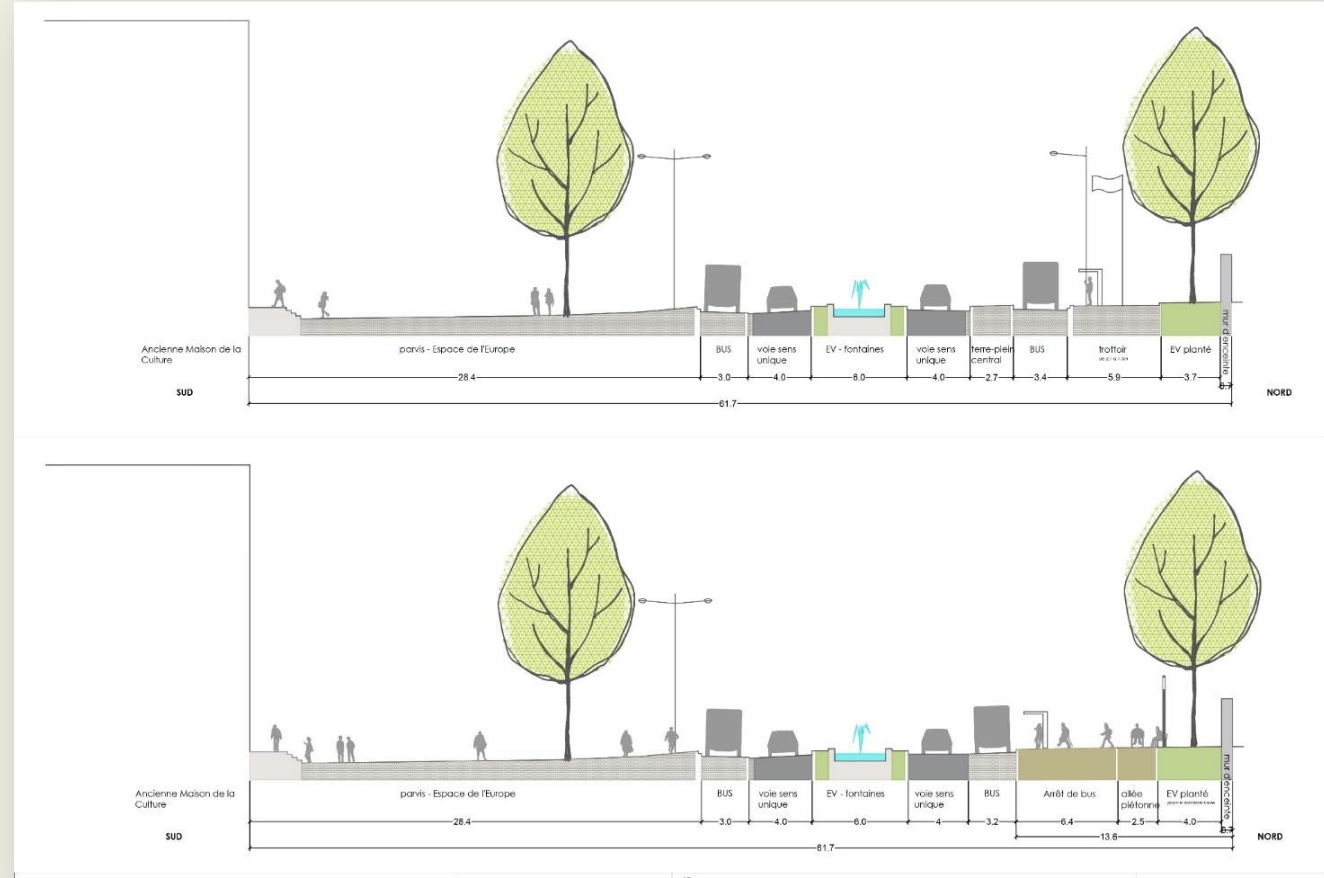 Ancienne Maison de la
Culture
parvis - Espace de l'Europe
BUS
voie sens
unique
EV - fontaines
voie sens
unique
terre-plein
central
BUS
trottoir
EV planté
mur d'enceinte
28.4
3.0
4.0
6.0
4.0
2.7
3.4
5.9
3.7
0.7
SUD
NORD
61.7
Ancienne Maison de la
Culture
parvis - Espace de l'Europe
BUS
voie sens
unique
EV - fontaines
voie sens
unique
BUS
Arrêt de bus
allée
piétonne
EV planté
mur d'enceinte
28.4
3.0
4.0
6.0
4
3.2
6.4
2.5
4.0
0.7
13.6
SUD
NORD
61.7